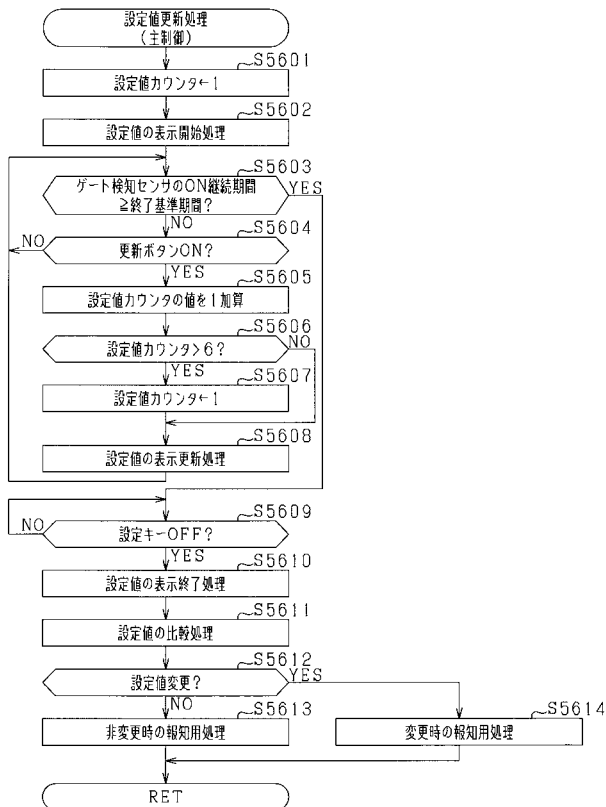 設定値更新処理
(主制御)
S5601
設定値カウンタ←1
S5602
設定値の表示開始処理
S5603
ゲート検知センサのON継続期間
≧終了基準期間?
YES
NO
S5604
更新ボタンON?
NO
YES
S5605
設定値カウンタの値を1加算
S5606
設定値カウンタ>6?
NO
YES
S5607
設定値カウンタ←1
S5608
設定値の表示更新処理
S5609
設定キーOFF?
NO
YES
S5610
設定値の表示終了処理
S5611
設定値の比較処理
S5612
設定値変更?
YES
NO
S5613
非変更時の報知用処理
S5614
変更時の報知用処理
RET